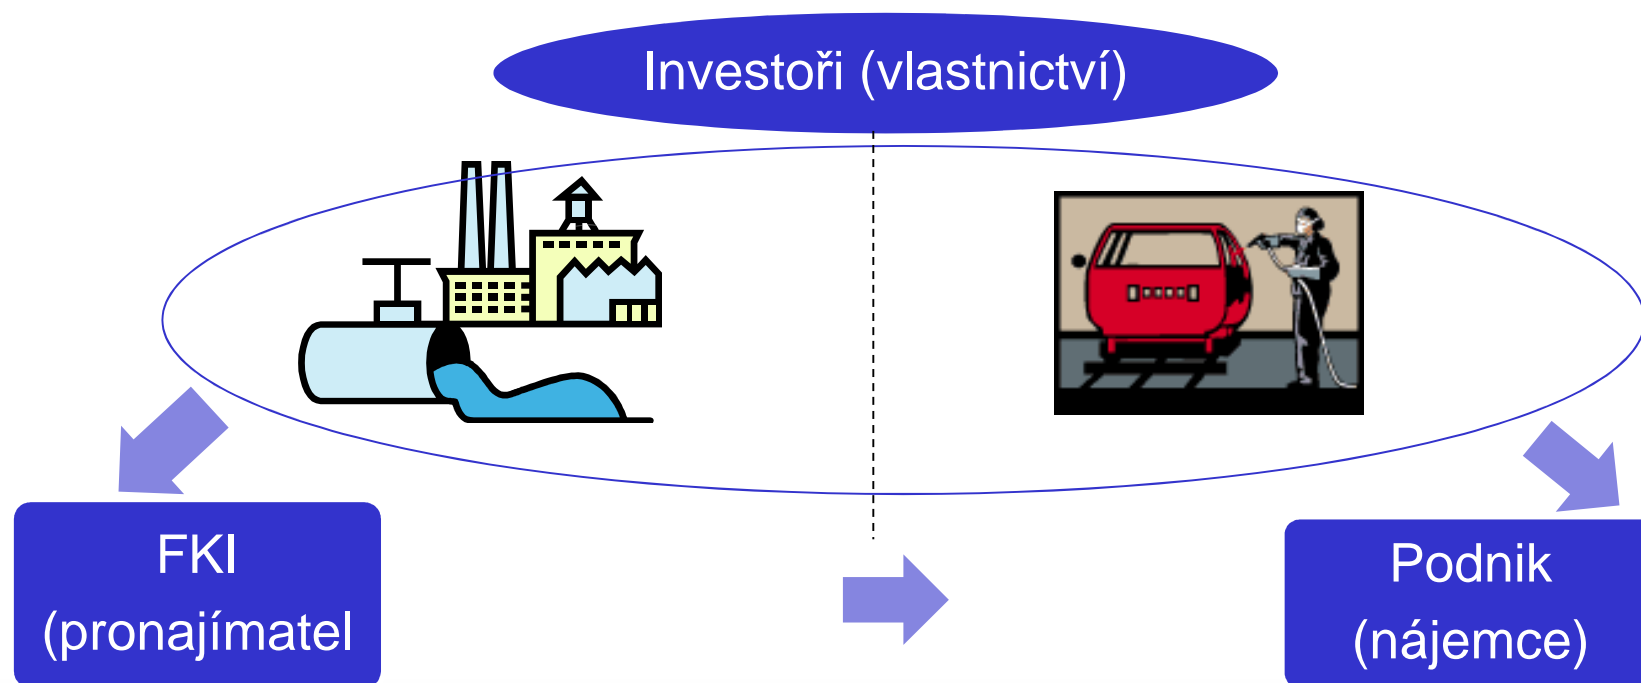 Investoři (vlastnictví)
FKI
(pronajímatel
Podnik
(nájemce)